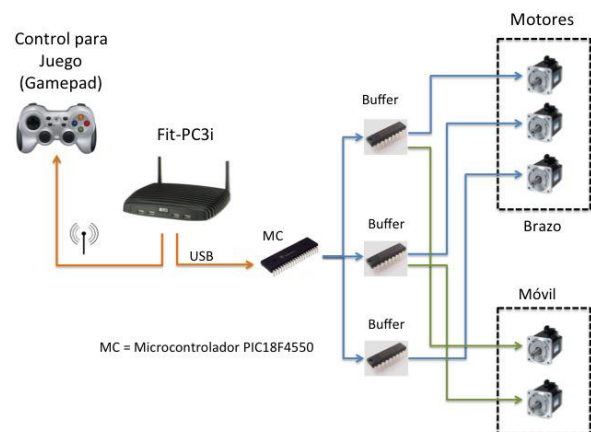 Control para
Juego
(Gamepad)
Fit-PC3i
USB
MC
Buffer
Buffer
Buffer
Motores
Brazo
Móvil
MC = Microcontrolador PIC18F4550